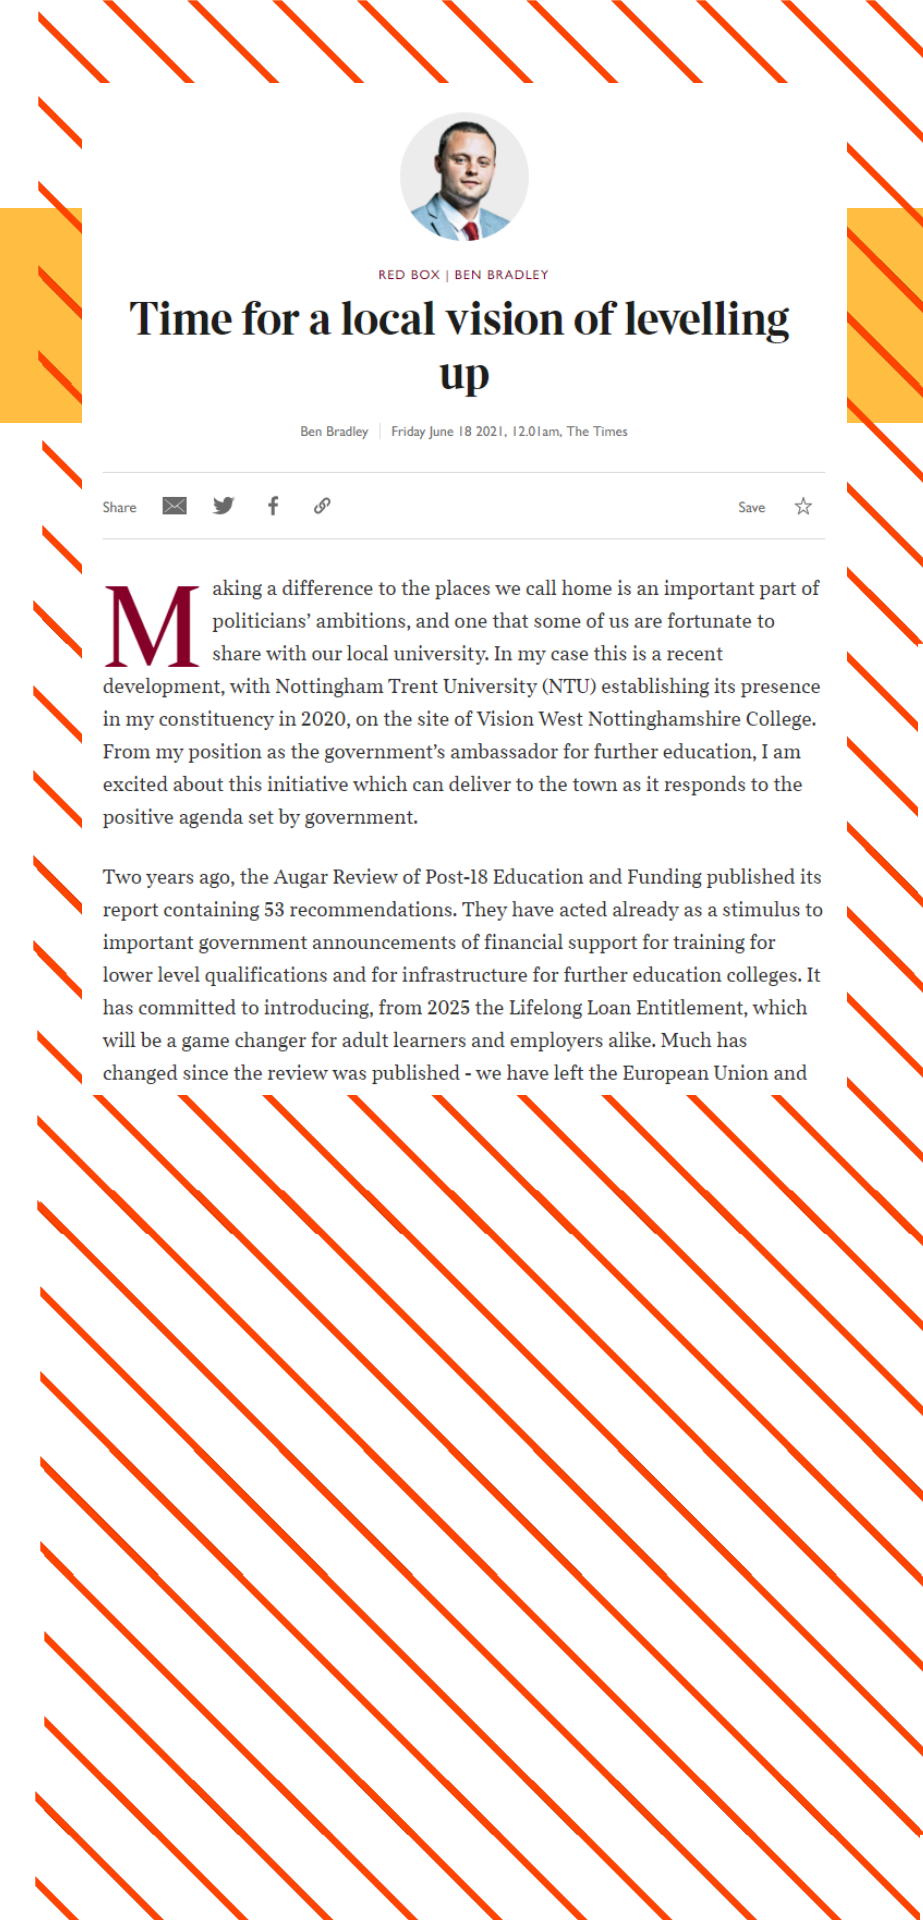 RED BOX | BEN BRADLEY
Time for a local vision of levelling
up
Ben Bradley | Friday June 18 2021, 12.01am, The Times
Share
Save
Making a difference to the places we call home is an important part of
politicians’ ambitions, and one that some of us are fortunate to
share with our local university. In my case this is a recent
development, with Nottingham Trent University (NTU) establishing its presence
in my constituency in 2020, on the site of Vision West Nottinghamshire College.
From my position as the government’s ambassador for further education, I am
excited about this initiative which can deliver to the town as it responds to the
positive agenda set by government.
Two years ago, the Augar Review of Post-18 Education and Funding published its
report containing 53 recommendations. They have acted already as a stimulus to
important government announcements of financial support for training for
lower level qualifications and for infrastructure for further education colleges. It
has committed to introducing, from 2025 the Lifelong Loan Entitlement, which
will be a game changer for adult learners and employers alike. Much has
changed since the review was published - we have left the European Union and